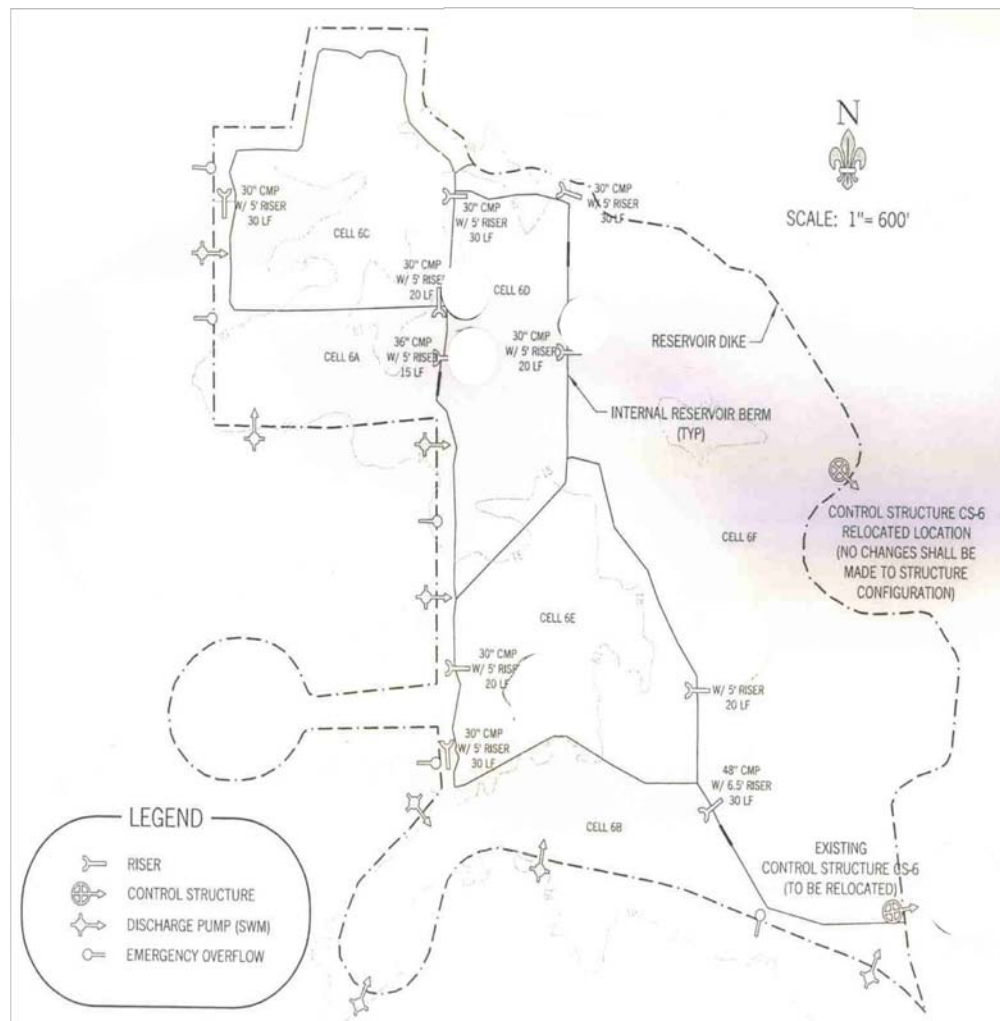 N
SCALE: 1"= 600'
30" CMP
W/ 5' RISER
30 LF
30" CMP
W/ 5' RISER
30 LF
30" CMP
W/ 5' RISER
30 LF
CELL 6C
30" CMP
W/ 5' RISER
20 LF
CELL 6D
RESERVOIR DIKE
CELL 6A
36" CMP
W/ 5' RISER
15 LF
30" CMP
W/ 5' RISER
20 LF
INTERNAL RESERVOIR BERM
(TYP)
CONTROL STRUCTURE CS-6
RELOCATED LOCATION
(NO CHANGES SHALL BE
MADE TO STRUCTURE
CONFIGURATION)
CELL 6F
CELL 6E
30" CMP
W/ 5' RISER
20 LF
W/ 5' RISER
20 LF
30" CMP
W/ 5' RISER
30 LF
48" CMP
W/ 6.5' RISER
30 LF
CELL 6B
EXISTING
CONTROL STRUCTURE CS-6
(TO BE RELOCATED)
LEGEND
RISER
CONTROL STRUCTURE
DISCHARGE PUMP (SWM)
EMERGENCY OVERFLOW